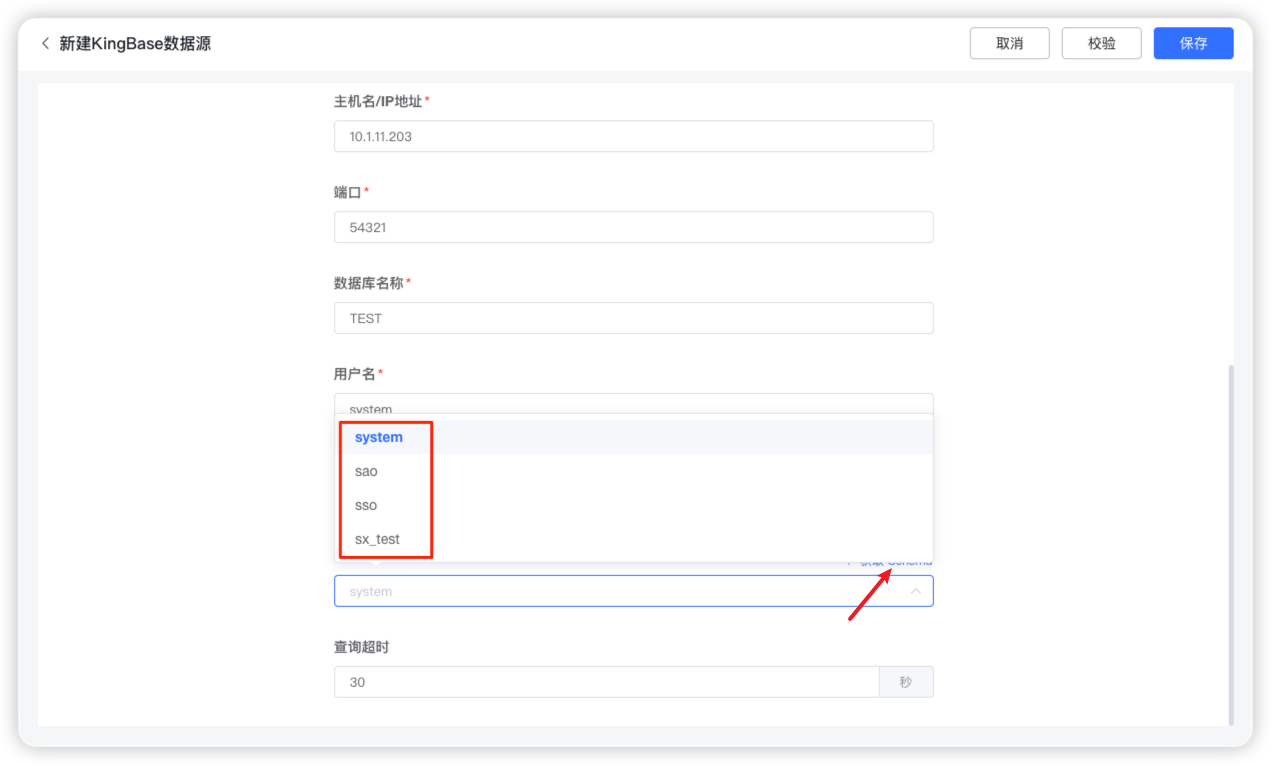 新建KingBase数据源
取消
校验
保存
主机名/IP地址*
10.1.11.203
端口*
54321
数据库名称*
TEST
用户名*
system
system
sao
sso
sx_test
system
查询超时
30
秒